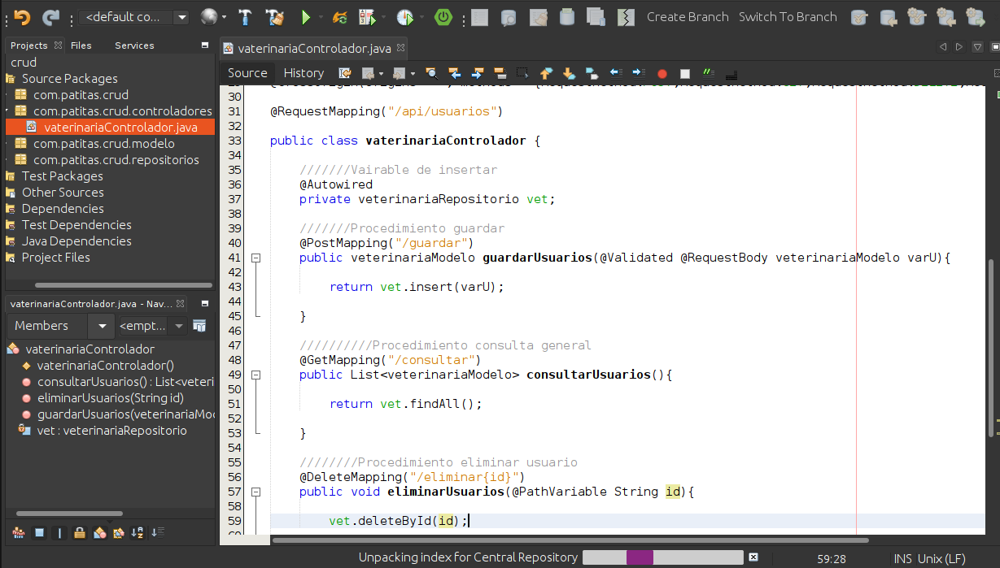 <default co...
Create Branch
Switch To Branch
Projects
Files
Services
crud
Source Packages
com.patitas.crud
com.patitas.crud.controladores
vaterinariaControlador.java
com.patitas.crud.modelo
com.patitas.crud.repositorios
Test Packages
Other Sources
Dependencies
Test Dependencies
Java Dependencies
Project Files
vaterinariaControlador.java - Nav...
Members
<empt...
vaterinariaControlador
vaterinariaControlador()
consultarUsuarios() : List<veteri
eliminarUsuarios(String id)
guardarUsuarios(veterinariaMod
vet : veterinariaRepositorio
vaterinariaControlador.java
Source
History
30
31 @RequestMapping("/api/usuarios")
32
33 public class vaterinariaControlador {
34
35 ///////Vairable de insertar
36 @Autowired
37 private veterinariaRepositorio vet;
38
39 ///////Procedimiento guardar
40 @PostMapping("/guardar")
41 public veterinariaModelo guardarUsuarios(@Validated @RequestBody veterinariaModelo varU){
42
43 return vet.insert(varU);
44
45 }
46
47 //////////Procedimiento consulta general
48 @GetMapping("/consultar")
49 public List<veterinariaModelo> consultarUsuarios(){
50
51 return vet.findAll();
52
53 }
54
55 ////////Procedimiento eliminar usuario
56 @DeleteMapping("/eliminar{id}")
57 public void eliminarUsuarios(@PathVariable String id){
58
59 vet.deleteById(id);
Unpacking index for Central Repository
59:28
INS Unix (LF)